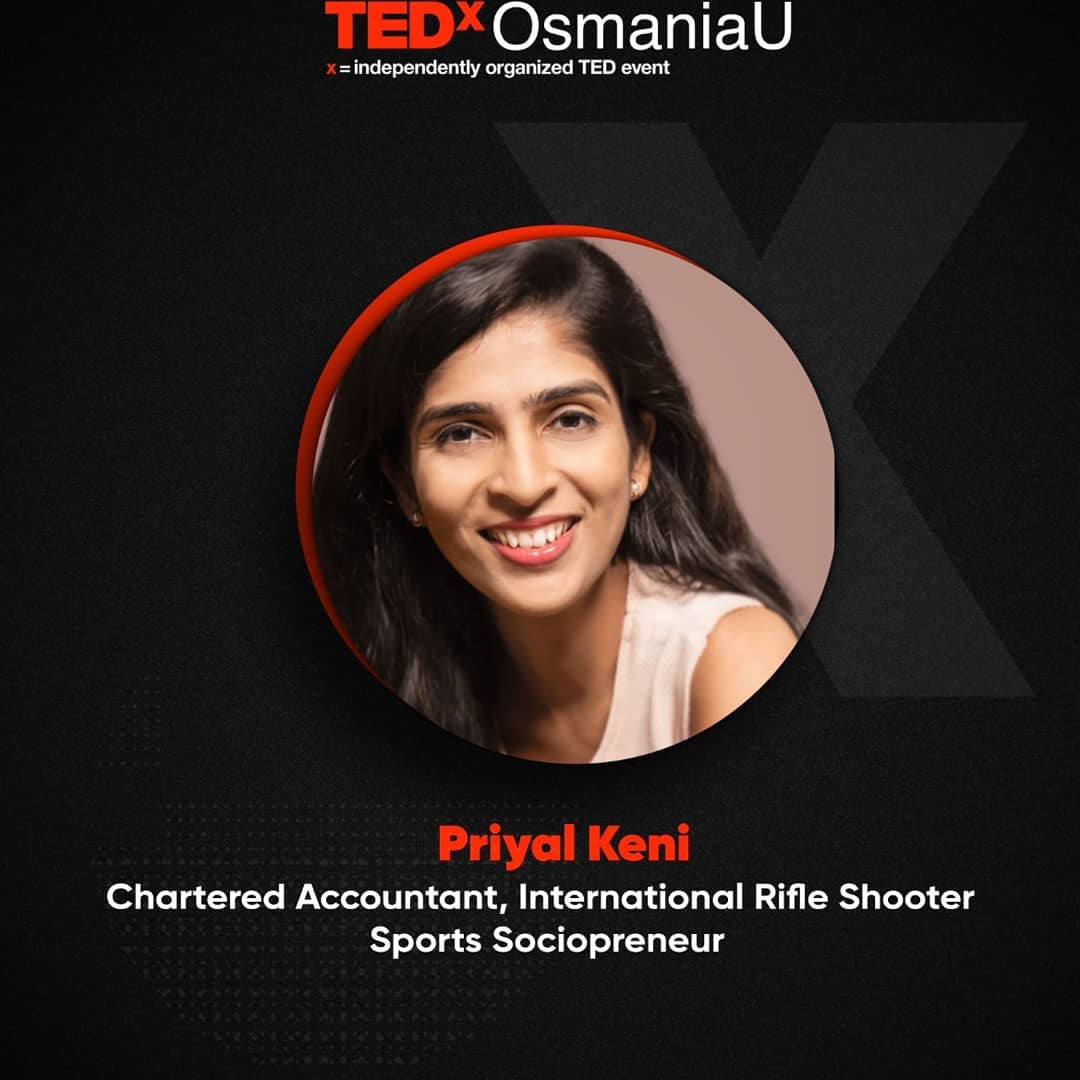 TEDx OsmaniaU
x = independently organized TED event
Priyal Keni
Chartered Accountant, International Rifle Shooter
Sports Sociopreneur